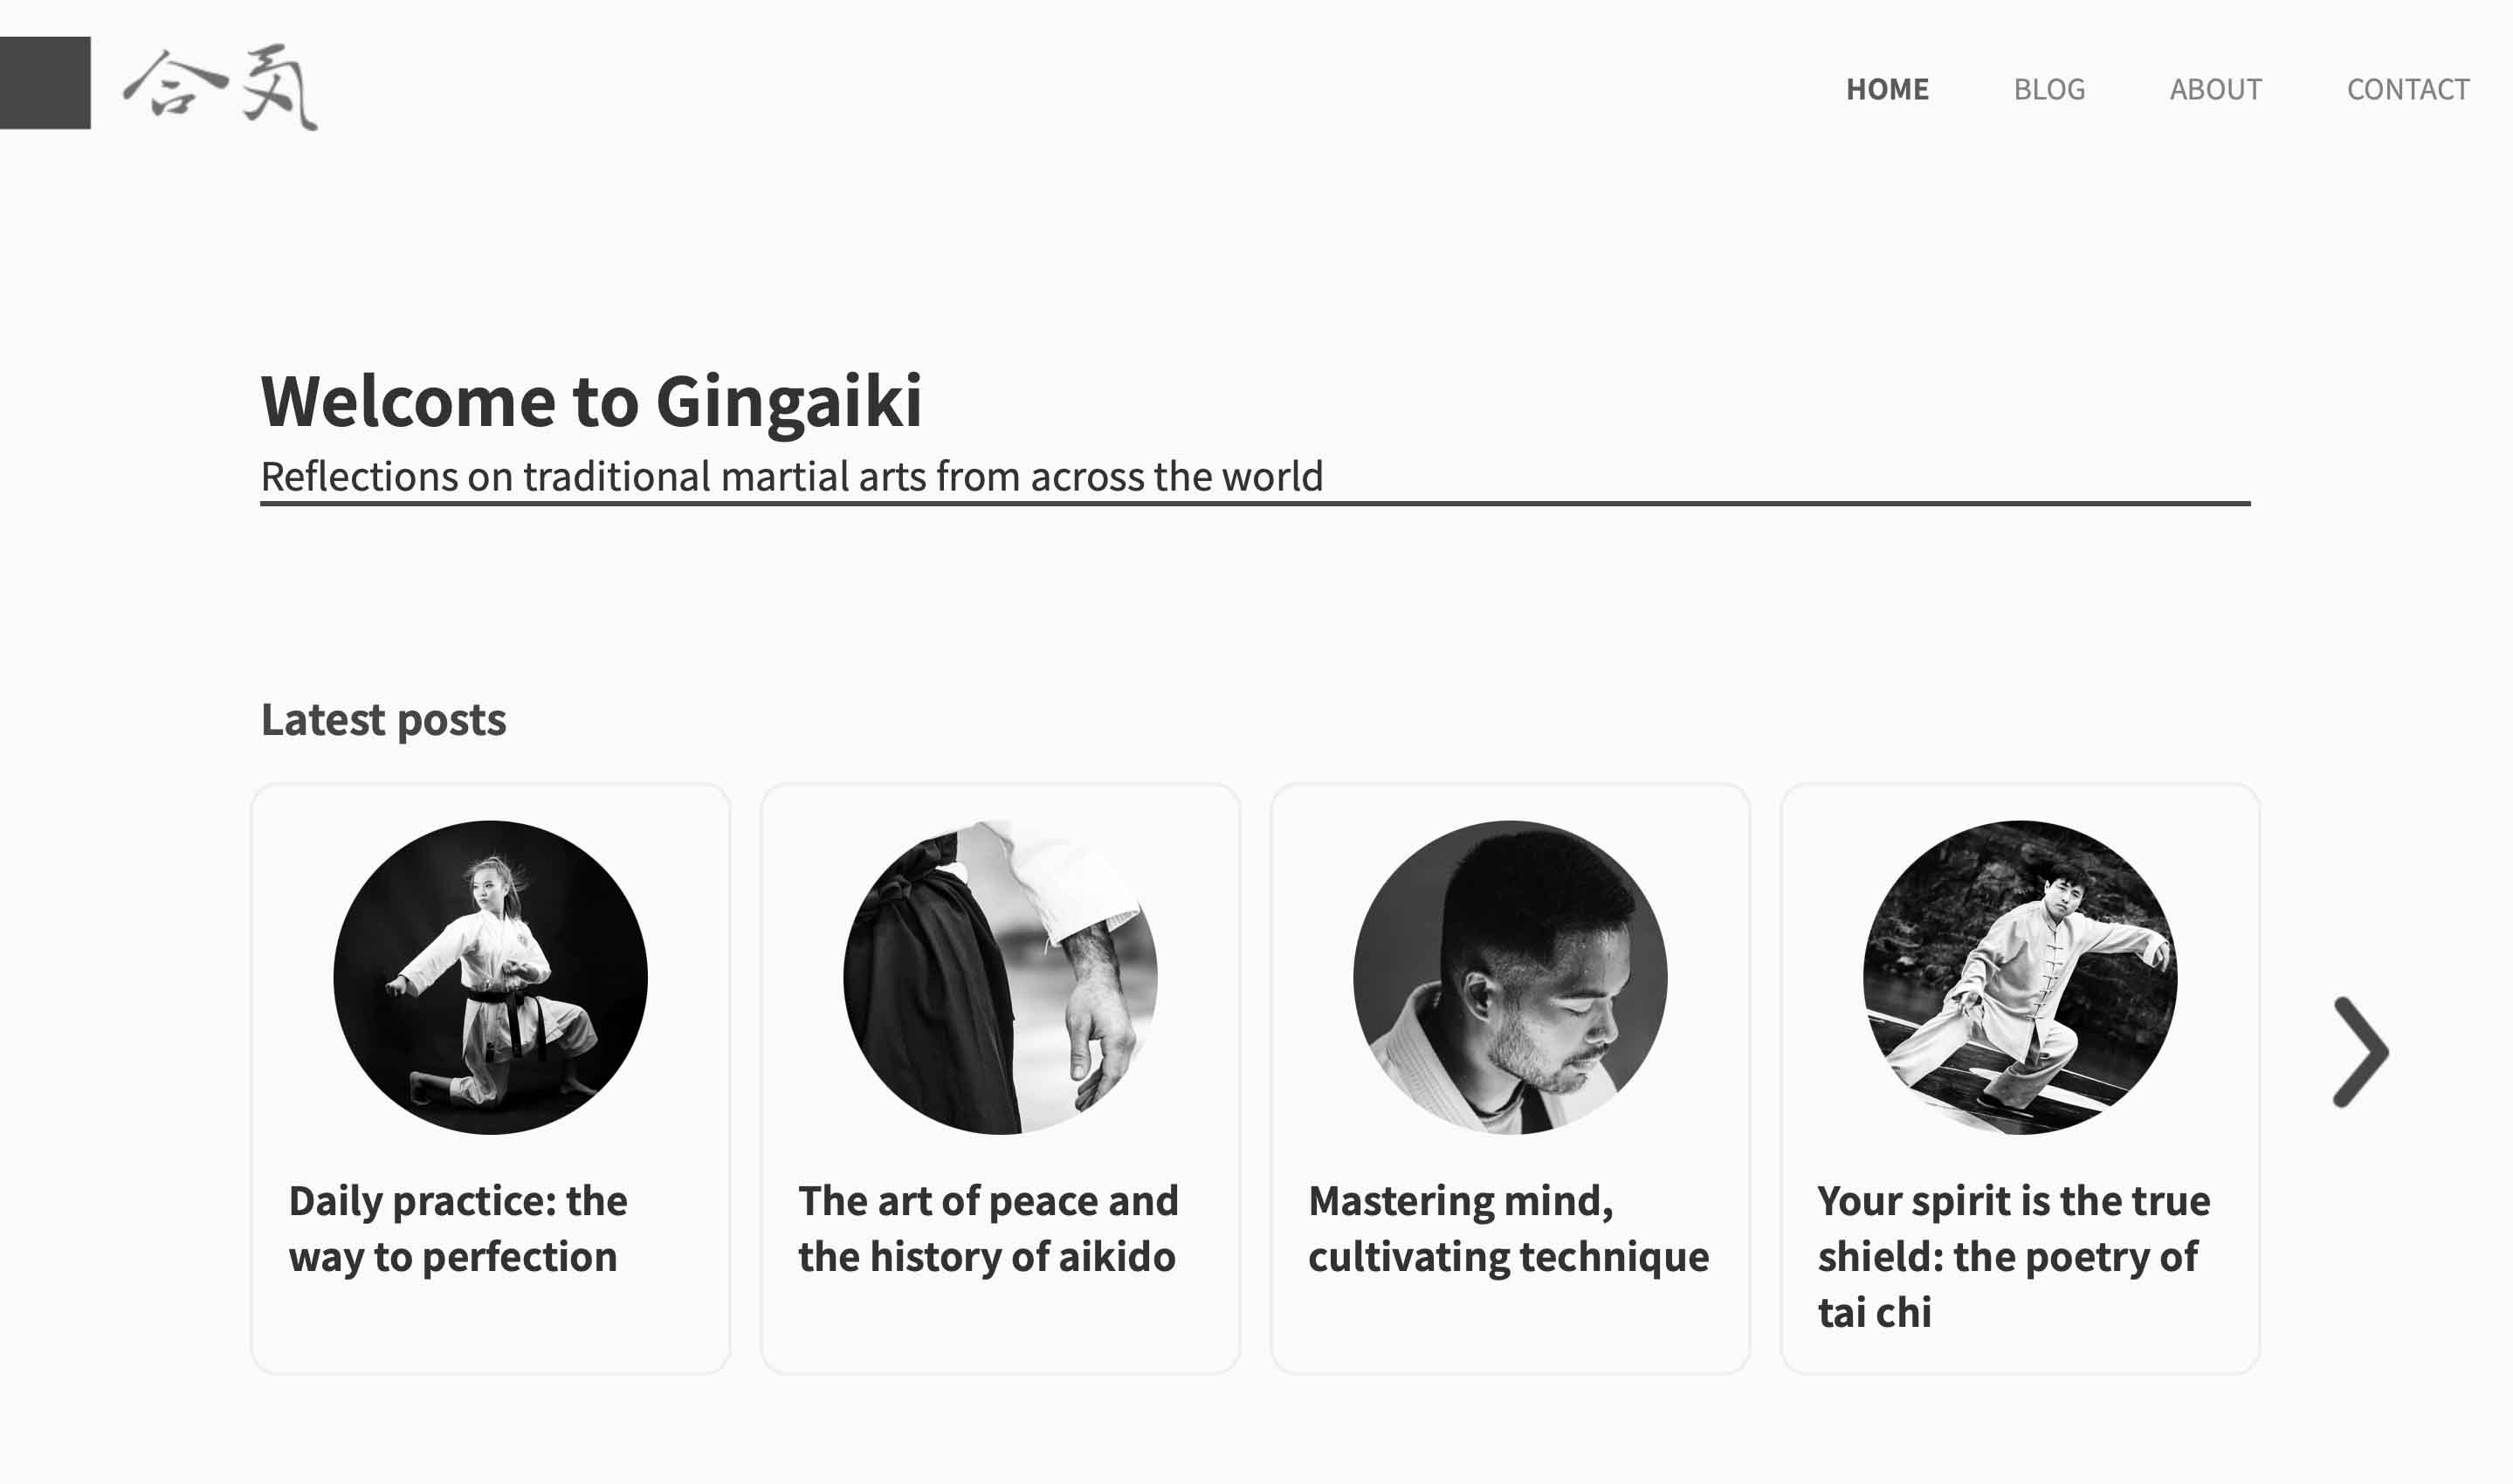 合気
HOME
BLOG
ABOUT
CONTACT
Welcome to Gingaiki
Reflections on traditional martial arts from across the world
Latest posts
Daily practice: the
way to perfection
The art of peace and
the history of aikido
Mastering mind,
cultivating technique
Your spirit is the true
shield: the poetry of
tai chi